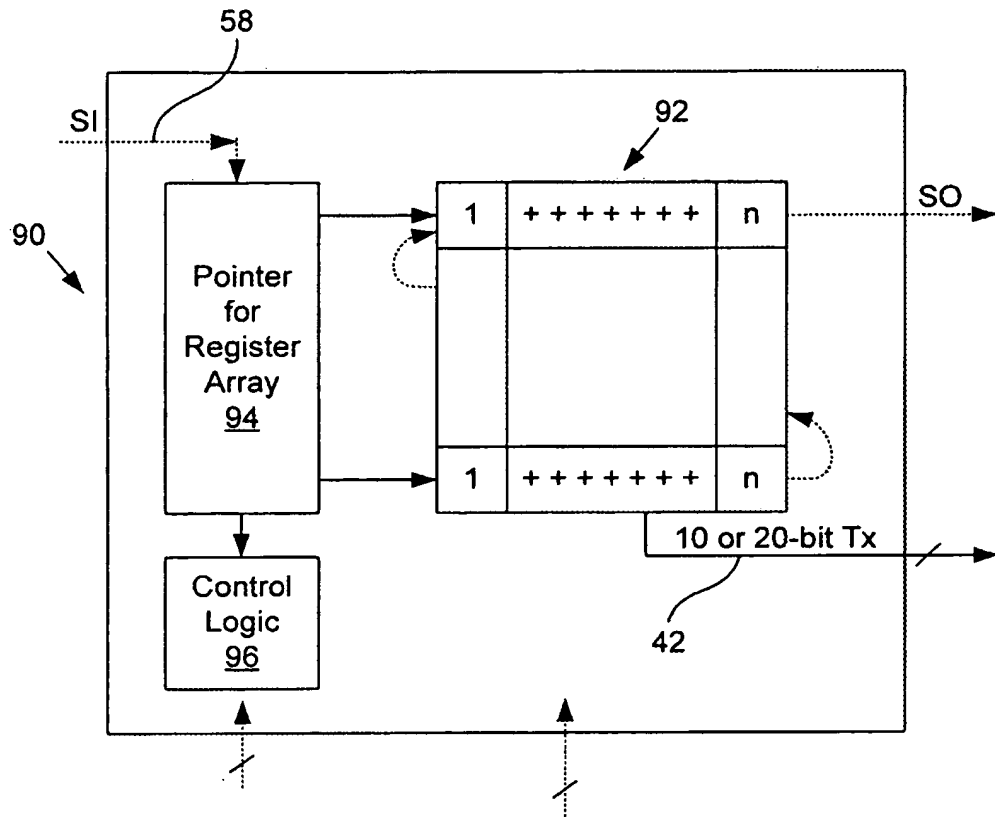 58
SI
92
1 + + + + + + + n
SO
90
Pointer
for
Register
Array
94
1 + + + + + + + n
10 or 20-bit Tx
Control
Logic
96
42